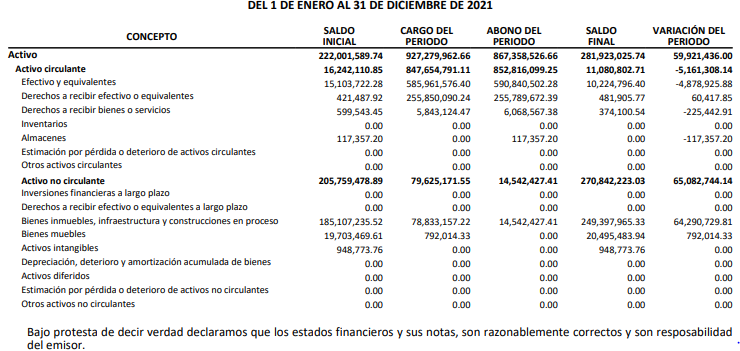 DEL 1 DE ENERO AL 31 DE DICIEMBRE DE 2021
CONCEPTO SALDO INICIAL CARGO DEL PERIODO ABONO DEL PERIODO SALDO FINAL VARIACIÓN DEL PERIODO
Activo 222,001,589.74 927,279,962.66 867,358,526.66 281,923,025.74 59,921,436.00
Activo circulante 16,242,110.85 847,654,791.11 852,816,099.25 11,080,802.71 -5,161,308.14
Efectivo y equivalentes 15,103,722.28 585,961,576.40 590,840,502.28 10,224,796.40 -4,878,925.88
Derechos a recibir efectivo o equivalentes 421,487.92 255,850,090.24 255,789,672.39 481,905.77 60,417.85
Derechos a recibir bienes o servicios 599,543.45 5,843,124.47 6,068,567.38 374,100.54 -225,442.91
Inventarios 0.00 0.00 0.00 0.00 0.00
Almacenes 117,357.20 0.00 117,357.20 0.00 -117,357.20
Estimación por pérdida o deterioro de activos circulantes 0.00 0.00 0.00 0.00 0.00
Otros activos circulantes 0.00 0.00 0.00 0.00 0.00
Activo no circulante 205,759,478.89 79,625,171.55 14,542,427.41 270,842,223.03 65,082,744.14
Inversiones financieras a largo plazo 0.00 0.00 0.00 0.00 0.00
Derechos a recibir efectivo o equivalentes a largo plazo 0.00 0.00 0.00 0.00 0.00
Bienes inmuebles, infraestructura y construcciones en proceso 185,107,235.52 78,833,157.22 14,542,427.41 249,397,965.33 64,290,729.81
Bienes muebles 19,703,469.61 792,014.33 0.00 20,495,483.94 792,014.33
Activos intangibles 948,773.76 0.00 0.00 948,773.76 0.00
Depreciación, deterioro y amortización acumulada de bienes 0.00 0.00 0.00 0.00 0.00
Activos diferidos 0.00 0.00 0.00 0.00 0.00
Estimación por pérdida o deterioro de activos no circulantes 0.00 0.00 0.00 0.00 0.00
Otros activos no circulantes 0.00 0.00 0.00 0.00 0.00
Bajo protesta de decir verdad declaramos que los estados financieros y sus notas, son razonablemente correctos y son resposabilidad
del emisor.